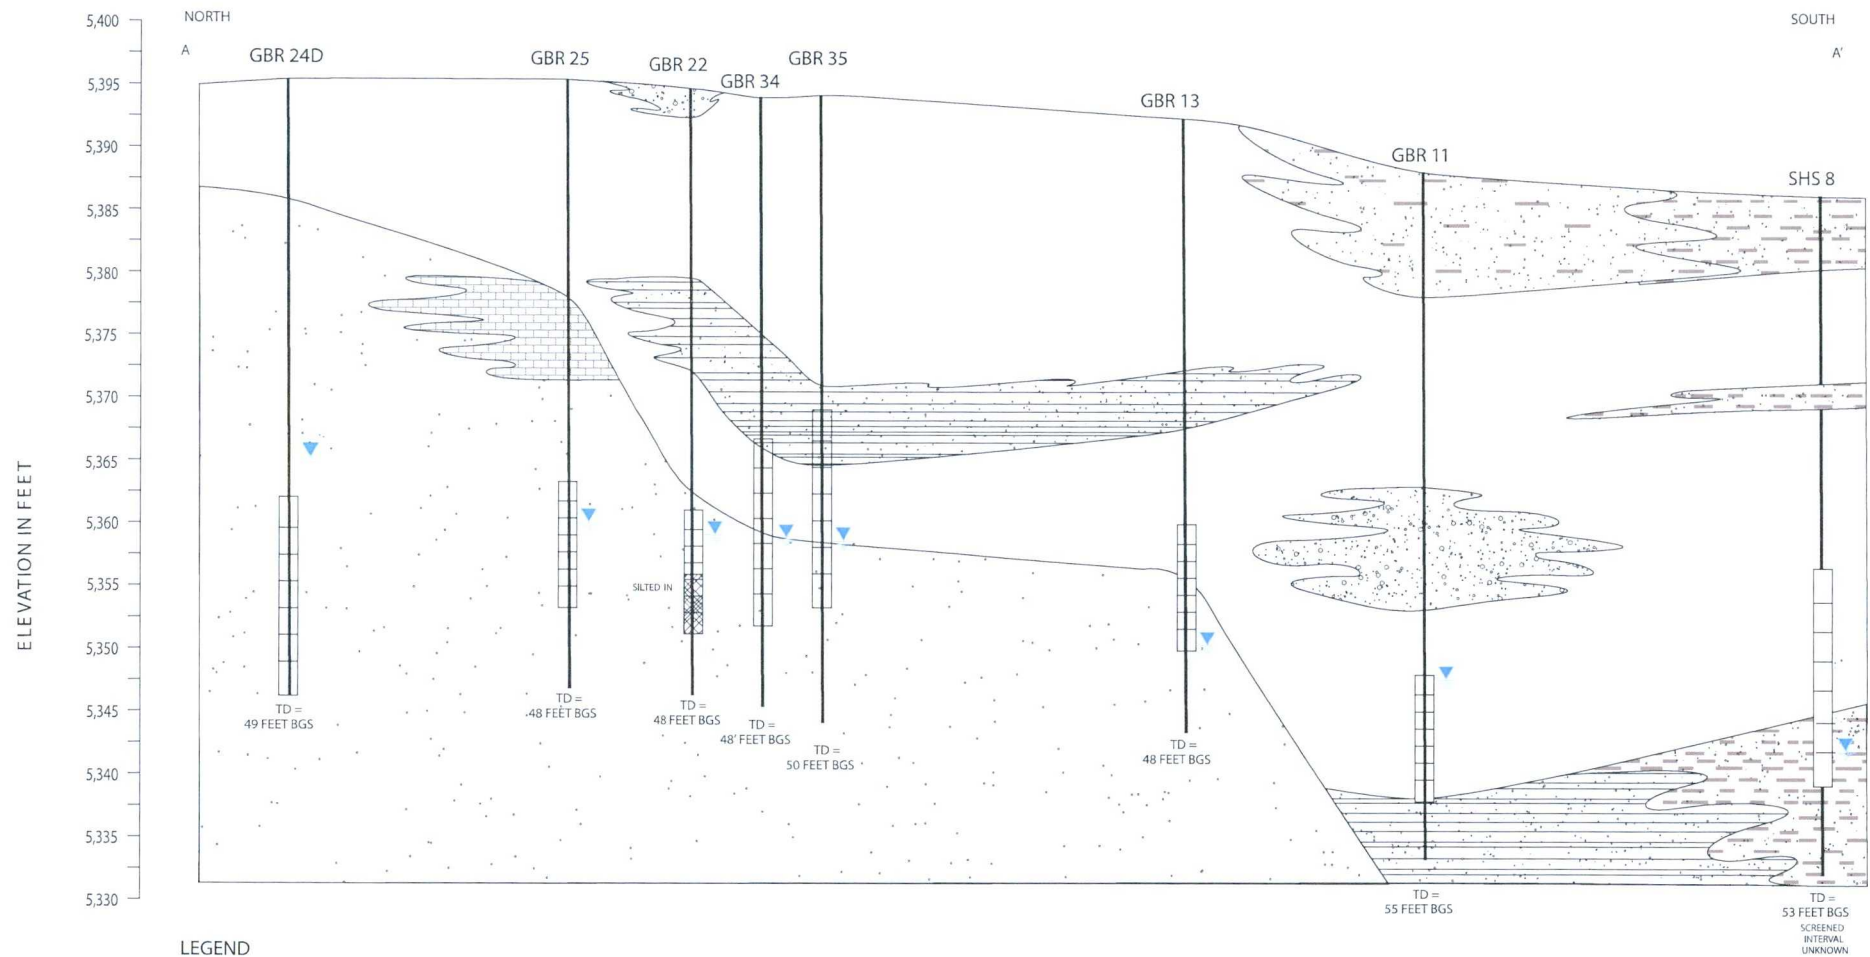 NORTH
SOUTH
A
A'
GBR 24D
GBR 25
GBR 22
GBR 34
GBR 35
GBR 13
GBR 11
SHS 8
5,400
5,395
5,390
5,385
5,380
5,375
5,370
5,365
5,360
5,355
5,350
5,345
5,340
5,335
5,330
ELEVATION IN FEET
SILTED IN
TD =
49 FEET BGS
TD =
48 FEET BGS
TD =
48 FEET BGS
TD =
48' FEET BGS
TD =
50 FEET BGS
TD =
48 FEET BGS
TD =
55 FEET BGS
TD =
53 FEET BGS
SCREENED
INTERVAL
UNKNOWN
LEGEND